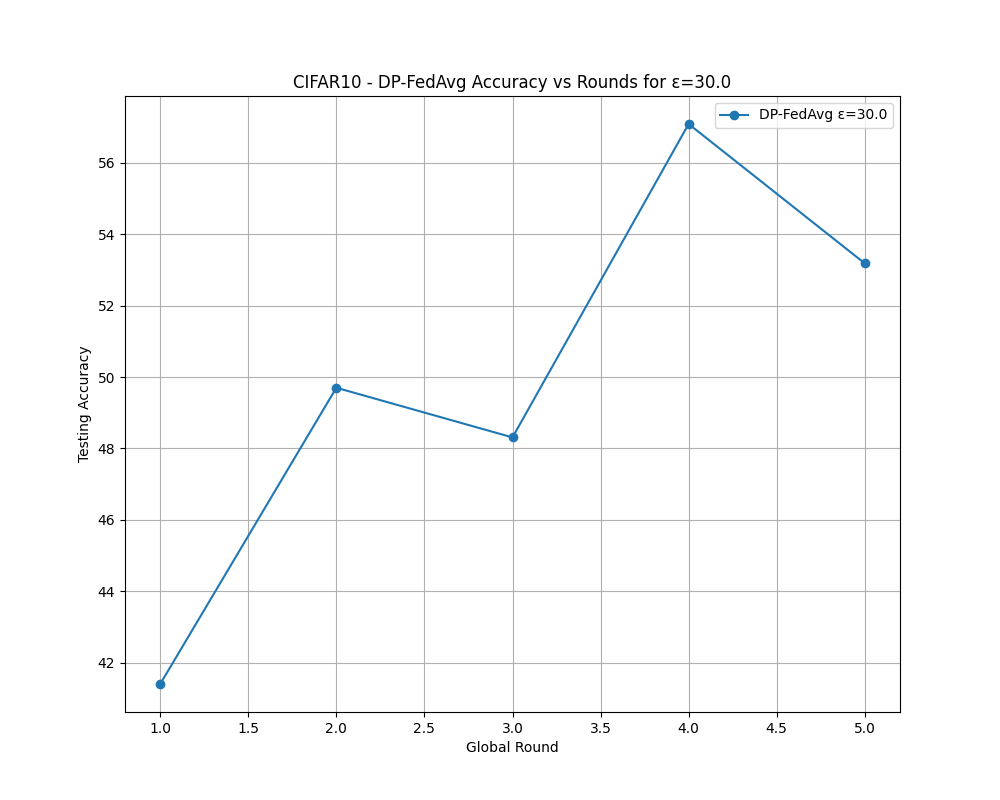 CIFAR10 - DP-FedAvg Accuracy vs Rounds for ε=30.0
DP-FedAvg ε=30.0
Testing Accuracy
56
54
52
50
48
46
44
42
1.0 1.5 2.0 2.5 3.0 3.5 4.0 4.5 5.0
Global Round